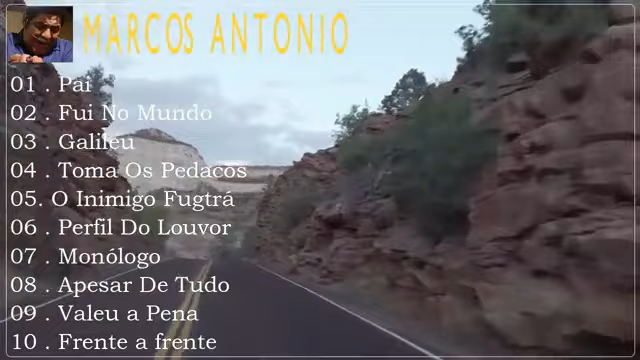 MARCOS ANTONIO
01 . Pai
02 . Fui No Mundo
03 . Galileu
04 . Toma Os Pedacos
05. O Inimigo Fugtrá
06 . Perfil Do Louvor
07 . Monólogo
08 . Apesar De Tudo
09 . Valeu a Pena
10 . Frente a frente